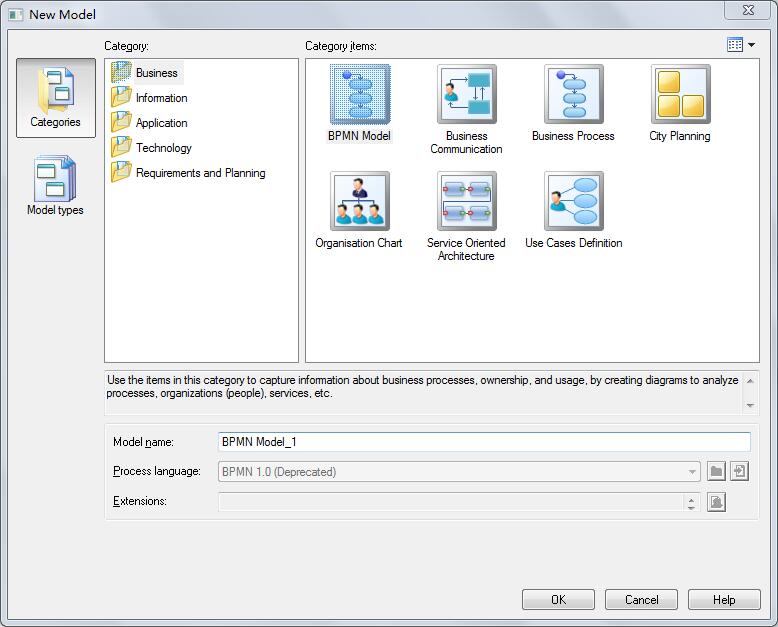 New Model
Category:
Category items:
Categories
Model types
Business
Information
Application
Technology
Requirements and Planning
BPMN Model
Business
Communication
Business Process
City Planning
Organisation Chart
Service Oriented
Architecture
Use Cases Definition
Use the items in this category to capture information about business processes, ownership, and usage, by creating diagrams to analyze
processes, organizations (people), services, etc.
Model name:
BPMN Model_1
Process language:
BPMN 1.0 (Deprecated)
Extensions:
OK
Cancel
Help